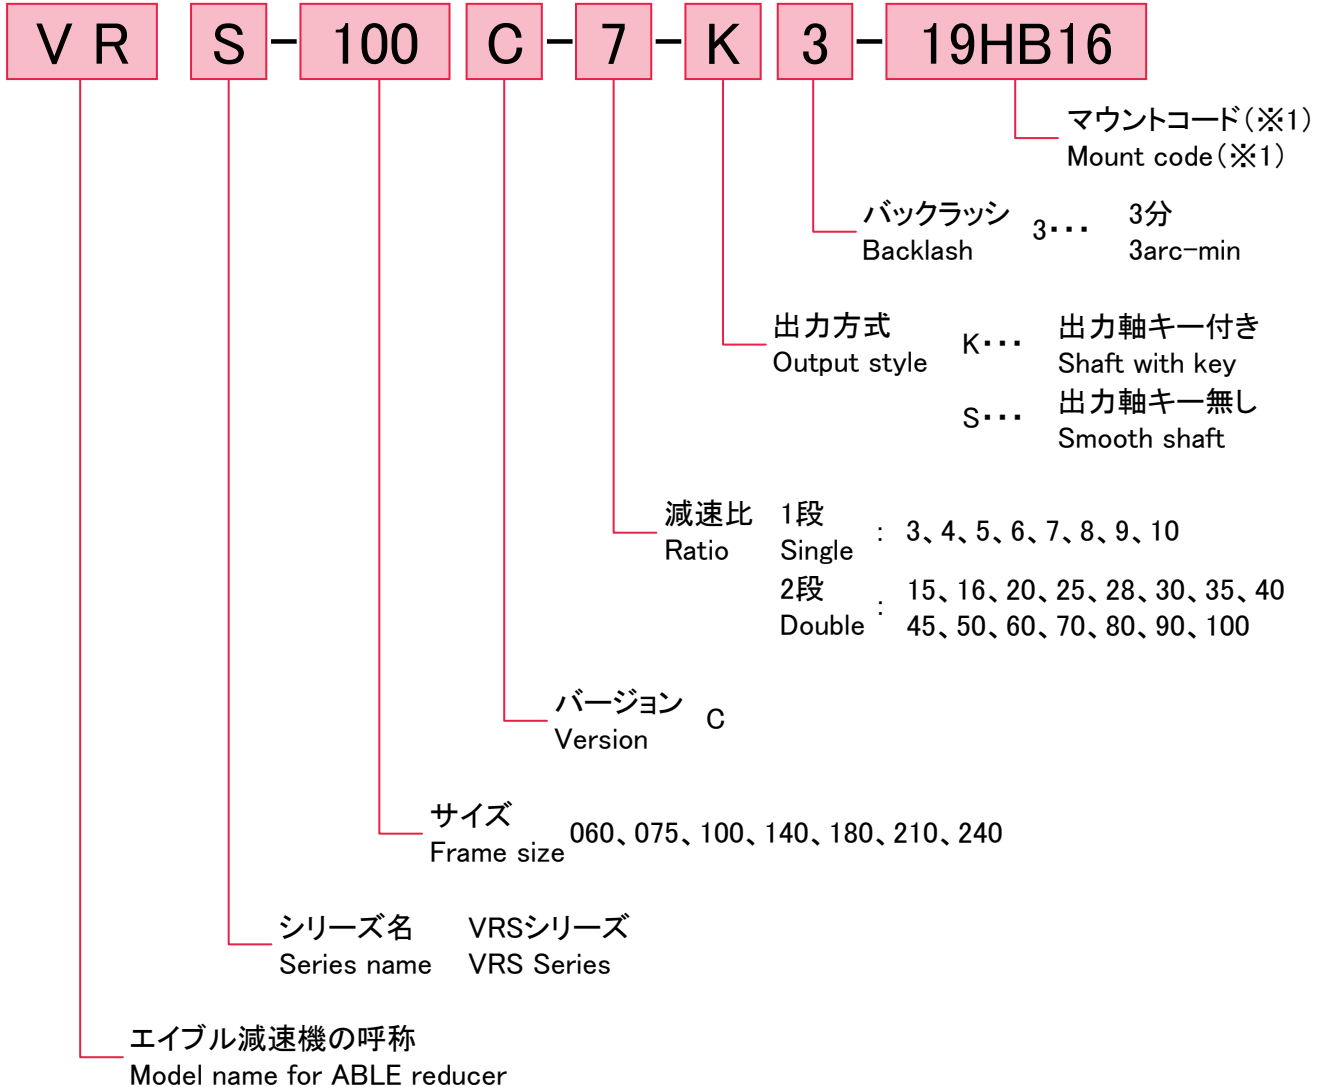 VR S－100 C－7－K 3－19HB16
マウントコード（※1）
Mount code（※1）
バックラッシ 3・・・ 3分
Backlash 3arc－min
出力方式 K・・・ 出力軸キー付き
Output style Shaft with key
S・・・ 出力軸キー無し
Smooth shaft
減速比 1段 : 3、4、5、6、7、8、9、10
Ratio Single
2段 : 15、16、20、25、28、30、35、40
Double 45、50、60、70、80、90、100
バージョン C
Version
サイズ 060、075、100、140、180、210、240
Frame size
シリーズ名 VRSシリーズ
Series name VRS Series
エイブル減速機の呼称
Model name for ABLE reducer